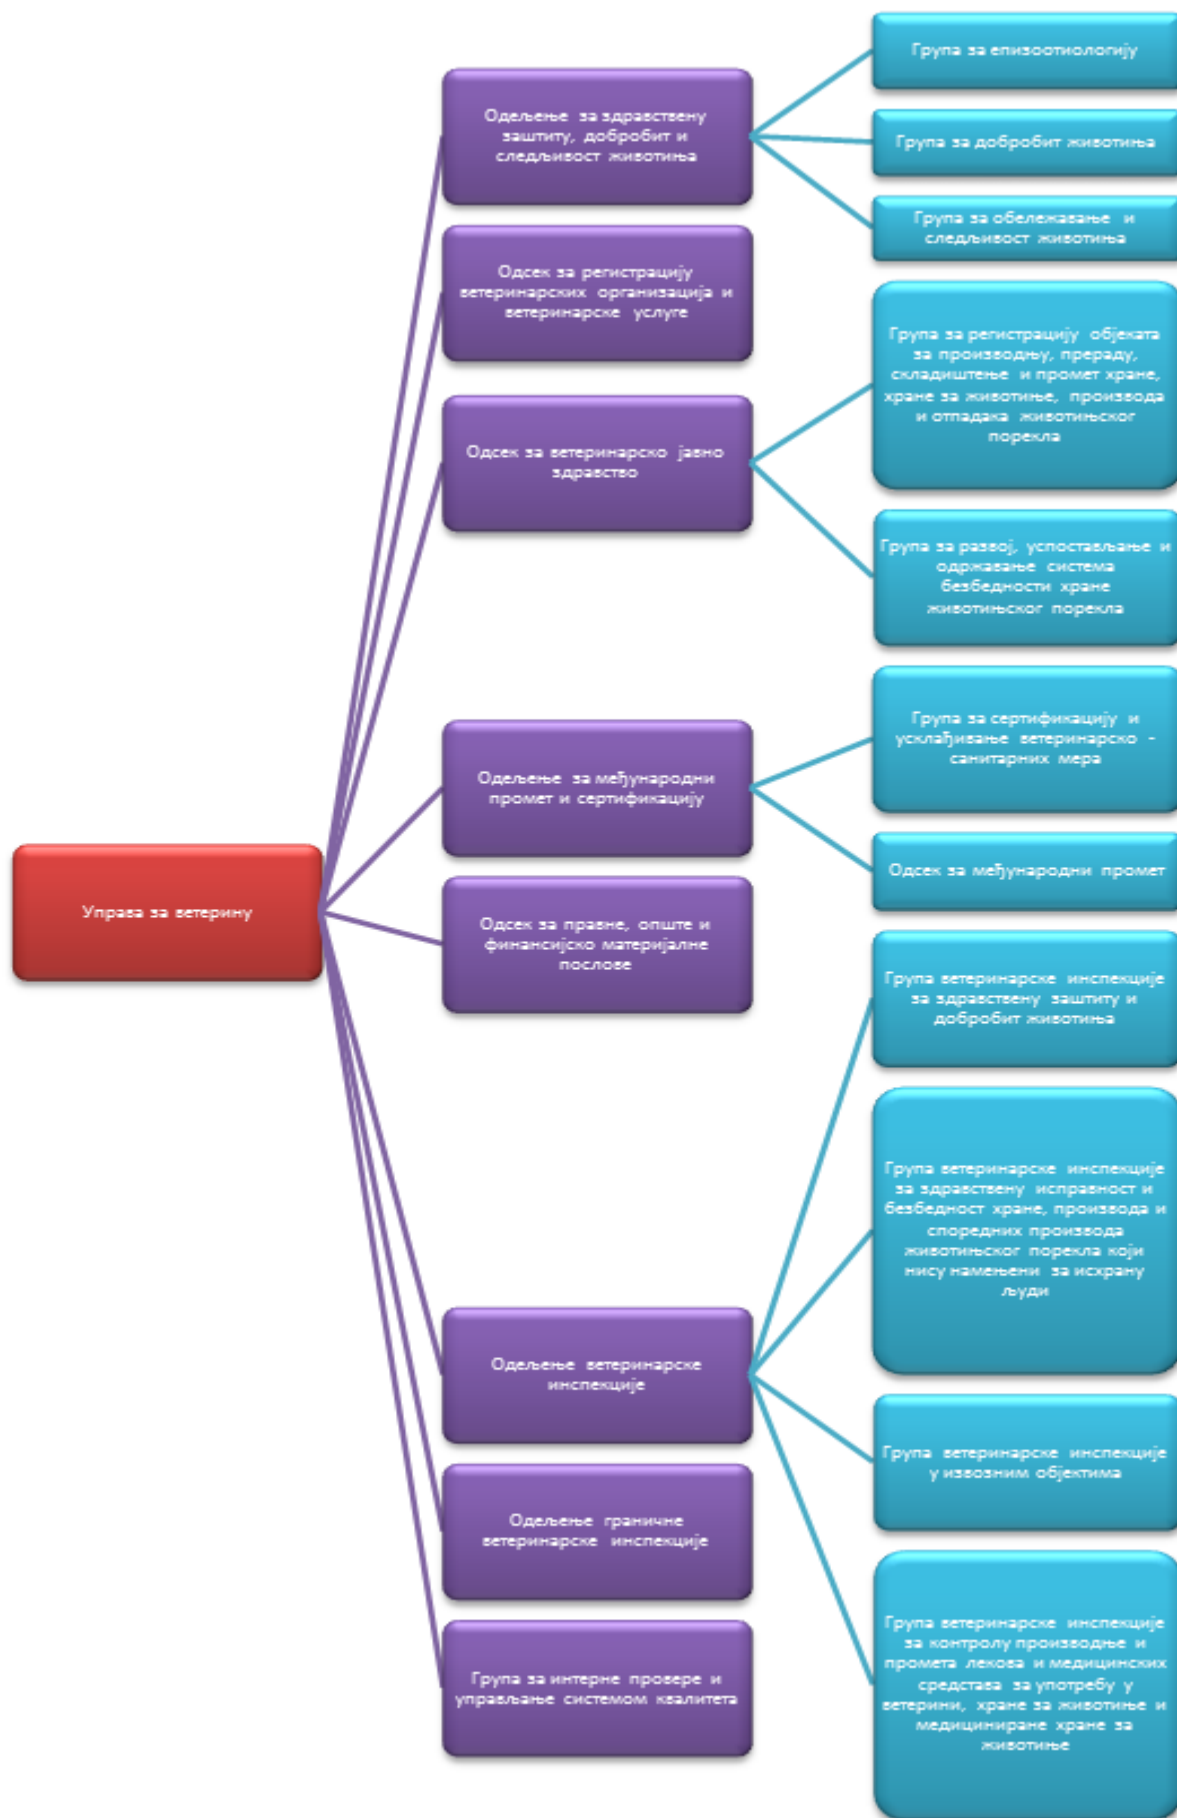 Управа за ветерину
Одељење за здравствену
заштиту, добробит и
следљивост животиња
Група за епизоотиологију
Група за добробит животиња
Група за обележавање и
следљивост животиња
Одсек за регистрацију
ветеринарских организација и
ветеринарске услуге
Одсек за ветеринарско јавно
здравство
Група за регистрацију објеката
за производњу, прераду,
складиштење и промет хране,
хране за животиње, производа
и отпадака животињског
порекла
Група за развој, успостављање и
одржавање система
безбедности хране
животињског порекла
Одељење за међународни
промет и сертификацију
Група за сертификацију и
усклађивање ветеринарско -
санитарних мера
Одсек за међународни промет
Одсек за правне, опште и
финансијско материјалне
послове
Одељење ветеринарске
инспекције
Група ветеринарске инспекције
за здравствену заштиту и
добробит животиња
Група ветеринарске инспекције
за здравствену исправност и
безбедност хране, производа и
споредних производа
животињског порекла који
нису намењени за исхрану
људи
Група ветеринарске инспекције
у извозним објектима
Група ветеринарске инспекције
за контролу производње и
промета лекова и медицинских
средстава за употребу у
ветерини, хране за животиње и
медициниране хране за
животиње
Одељење граничне
ветеринарске инспекције
Група за интерне провере и
управљање системом квалитета